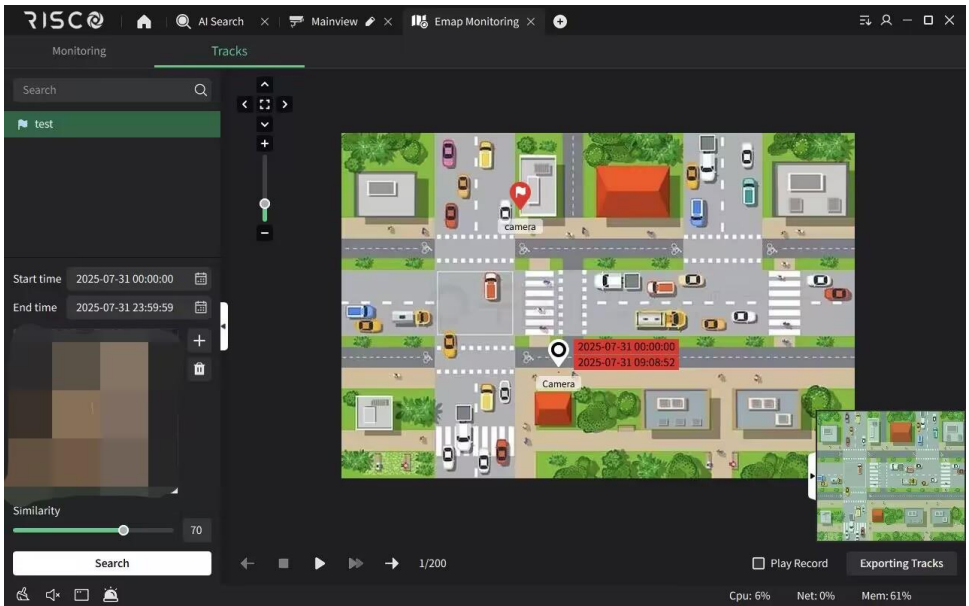 RISCO
AI Search
Mainview
Emap Monitoring
Monitoring
Tracks
Search
test
camera
Start time 2025-07-31 00:00:00
End time 2025-07-31 23:59:59
2025-07-31 00:00:00
2025-07-31 09:08:52
Camera
Similarity
70
Search
1/200
Play Record
Exporting Tracks
Cpu: 6%
Net: 0%
Mem: 61%